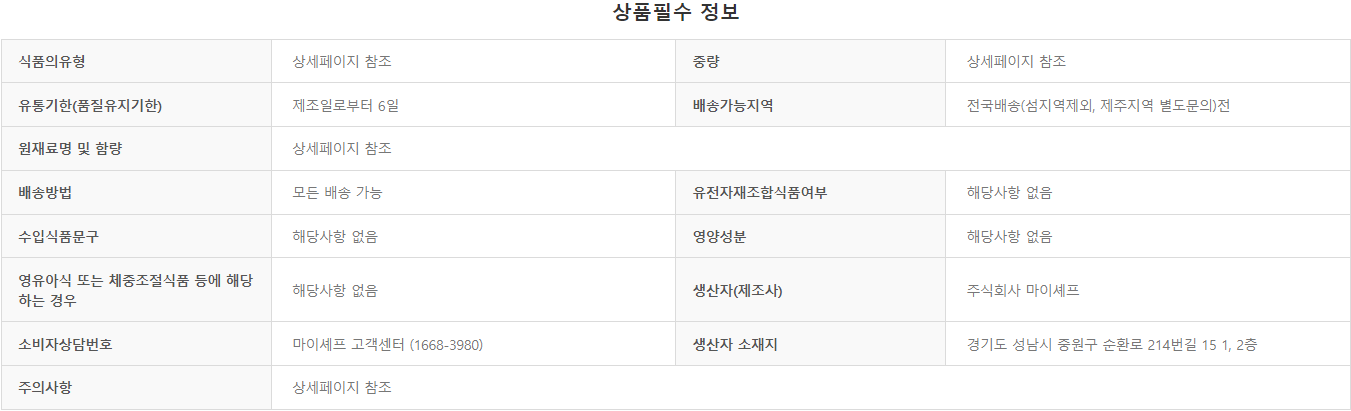 상품필수 정보
식품의유형 상세페이지 참조 중량 상세페이지 참조
유통기한(품질유지기한) 제조일로부터 6일 배송가능지역 전국배송(섬지역제외, 제주지역 별도문의)전
원재료명 및 함량 상세페이지 참조
배송방법 모든 배송 가능 유전자재조합식품여부 해당사항 없음
수입식품문구 해당사항 없음 영양성분 해당사항 없음
영유아식 또는 체중조절식품 등에 해당
하는 경우 해당사항 없음 생산자(제조사) 주식회사 마이셰프
소비자상담번호 마이셰프 고객센터 (1668-3980) 생산자 소재지 경기도 성남시 중원구 순환로 214번길 15 1, 2층
주의사항 상세페이지 참조